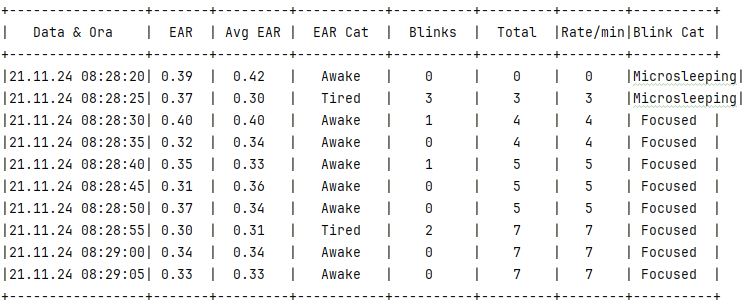 +-----------------+------+---------+-----------+----------+---------+--------+----------+
|   Data & Ora    |  EAR  | Avg EAR |  EAR Cat  |  Blinks  |  Total  |Rate/min|Blink Cat |
+-----------------+------+---------+-----------+----------+---------+--------+----------+
|21.11.24 08:28:20| 0.39  |  0.42   |   Awake   |    0     |    0    |   0    |Microsleeping|
|21.11.24 08:28:25| 0.37  |  0.30   |   Tired   |    3     |    3    |   3    |Microsleeping|
|21.11.24 08:28:30| 0.40  |  0.40   |   Awake   |    1     |    4    |   4    | Focused  |
|21.11.24 08:28:35| 0.32  |  0.34   |   Awake   |    0     |    4    |   4    | Focused  |
|21.11.24 08:28:40| 0.35  |  0.33   |   Awake   |    1     |    5    |   5    | Focused  |
|21.11.24 08:28:45| 0.31  |  0.36   |   Awake   |    0     |    5    |   5    | Focused  |
|21.11.24 08:28:50| 0.37  |  0.34   |   Awake   |    0     |    5    |   5    | Focused  |
|21.11.24 08:28:55| 0.30  |  0.31   |   Tired   |    2     |    7    |   7    | Focused  |
|21.11.24 08:29:00| 0.34  |  0.34   |   Awake   |    0     |    7    |   7    | Focused  |
|21.11.24 08:29:05| 0.33  |  0.33   |   Awake   |    0     |    7    |   7    | Focused  |
+-----------------+------+---------+-----------+----------+---------+--------+----------+